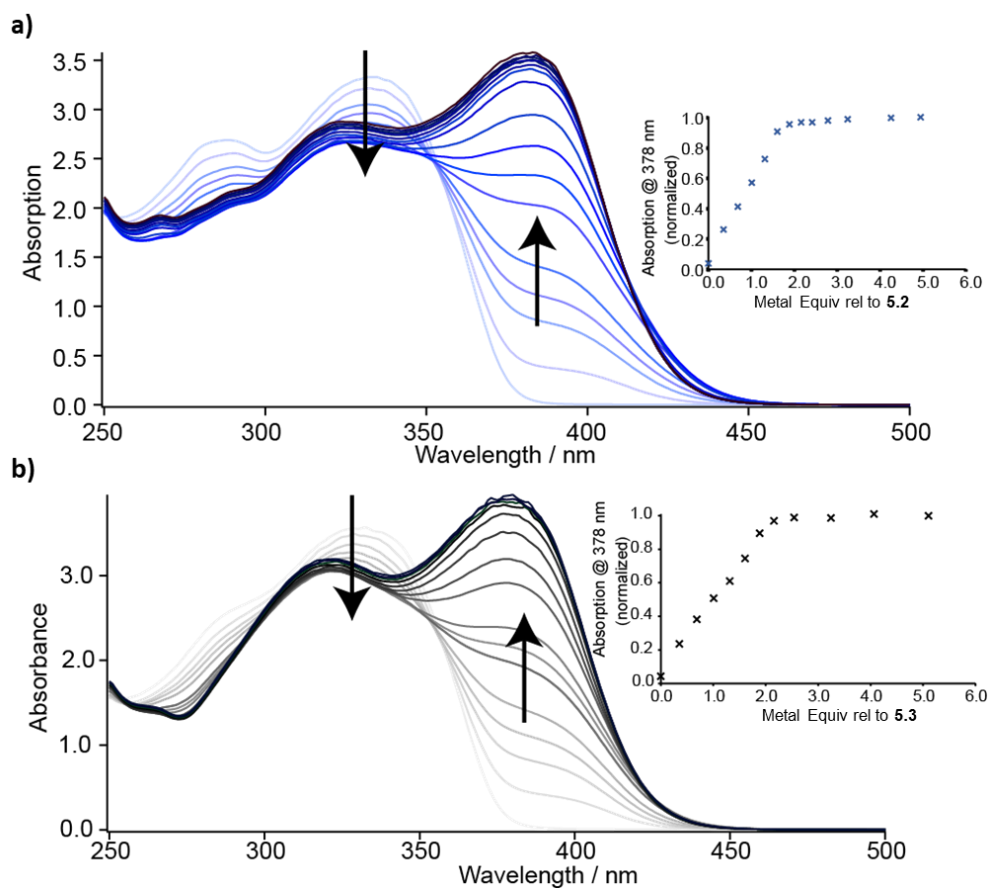 a)
3.5
3.0
2.5
2.0
1.5
1.0
0.5
0.0
Absorption
250 300 350 400 450 500
Wavelength / nm
1.0
0.8
0.6
0.4
0.2
0.0
Absorption @ 378 nm
(normalized)
0.0 1.0 2.0 3.0 4.0 5.0 6.0
Metal Equiv rel to 5.2
b)
3.0
2.0
1.0
0.0
Absorbance
250 300 350 400 450 500
Wavelength / nm
1.0
0.8
0.6
0.4
0.2
0.0
Absorption @ 378 nm
(normalized)
0.0 1.0 2.0 3.0 4.0 5.0 6.0
Metal Equiv rel to 5.3